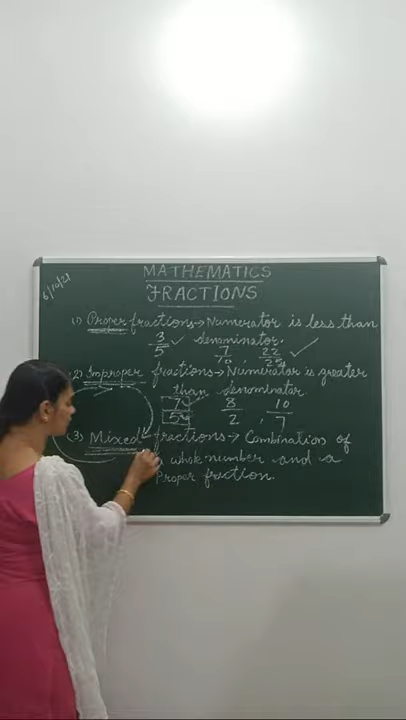 6/10/21
MATHEMATICS
FRACTIONS
(1) Proper fractions → Numerator is less than
denominator.
3/5 ✓ 7/10, 22/25 ✓
(2) Improper fractions → Numerator is greater
than denominator
7 8/2, 10/7
(3) Mixed fractions → Combination of
whole number and a
Proper fraction.